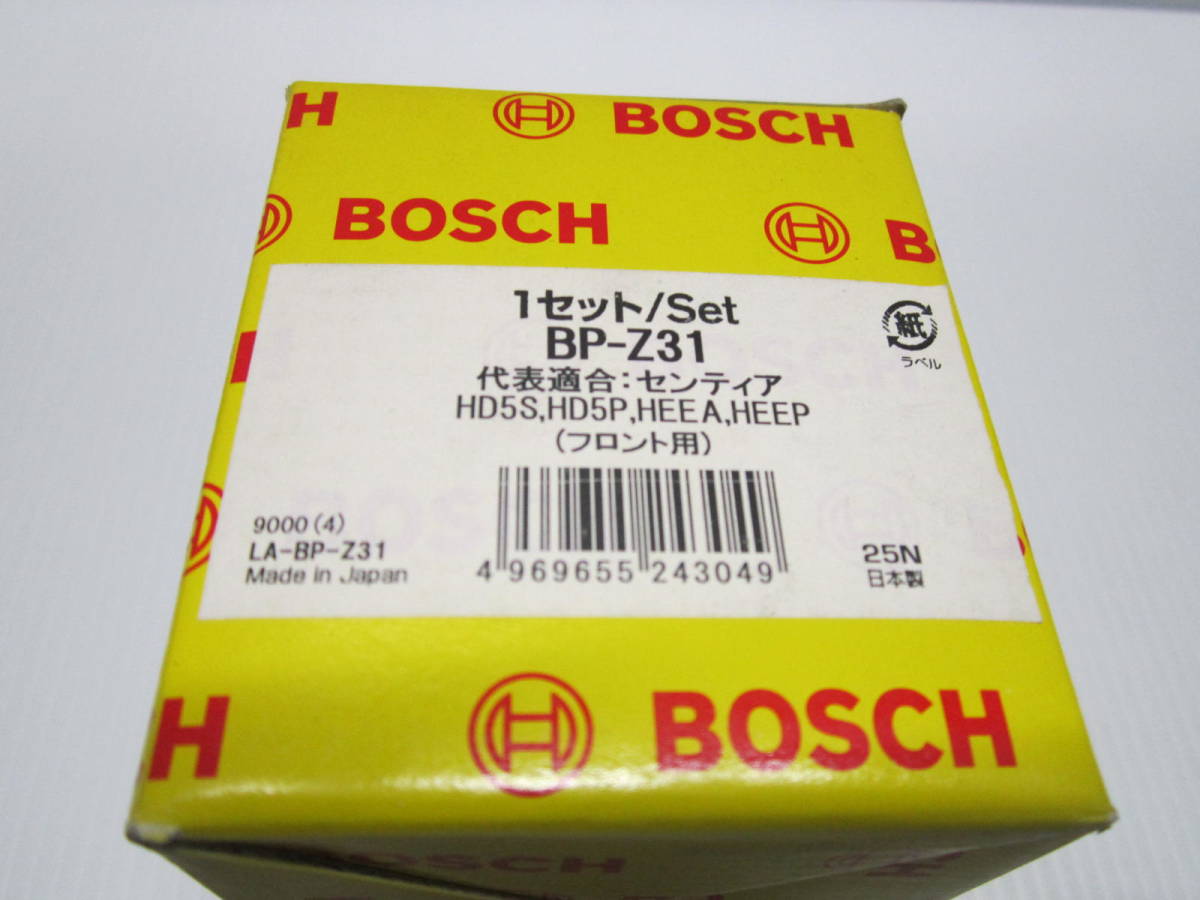 H BOSCH
BOSCH B
1セット/Set
BP-Z31
代表適合:センティア
HD5S,HD5P,HEEA,HEEP
(フロント用)
紙
ラベル
9000(4)
LA-BP-Z31
Made in Japan
4 969655 243049
25N
日本製
H BOSCH
BOSCH